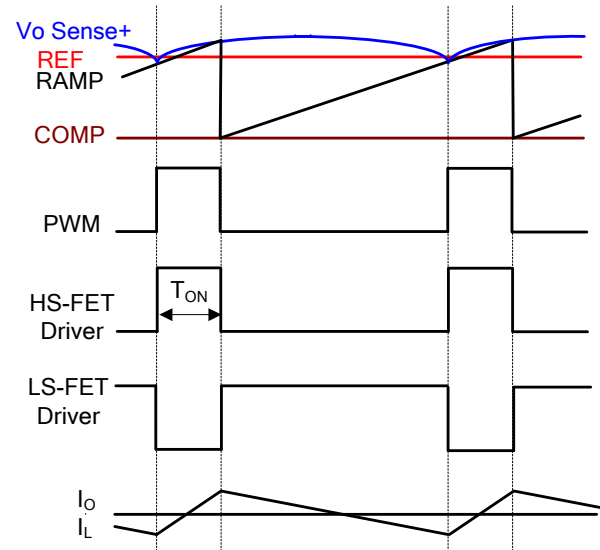 Vo Sense+
REF
RAMP
COMP
PWM
HS-FET
Driver
TON
LS-FET
Driver
IO
IL